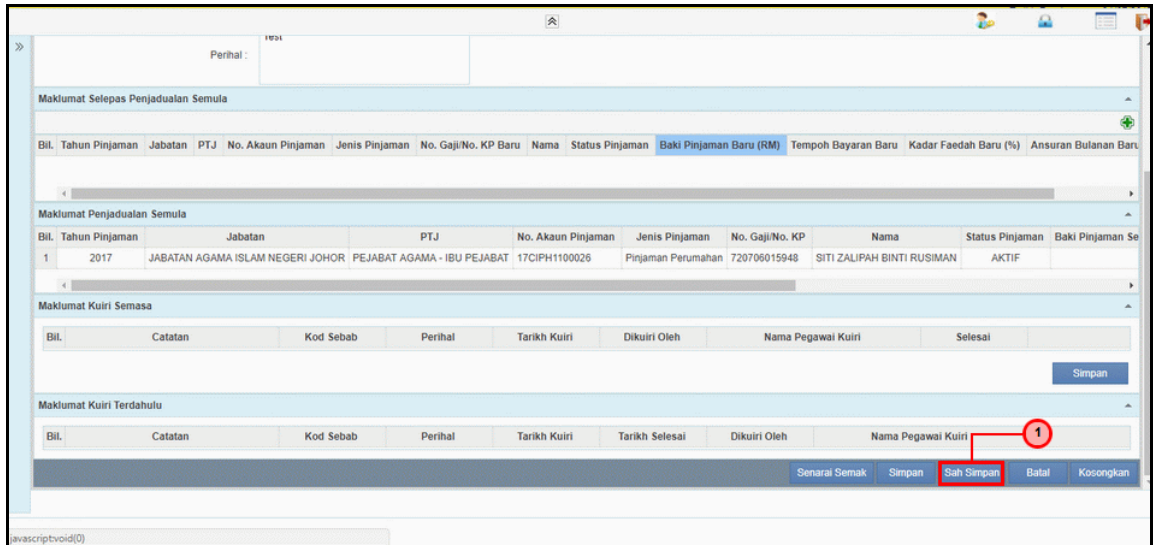 Test
Perihal :
Maklumat Selepas Penjadualan Semula
Bil. Tahun Pinjaman Jabatan PTJ No. Akaun Pinjaman Jenis Pinjaman No. Gaji/No. KP Baru Nama Status Pinjaman Baki Pinjaman Baru (RM) Tempoh Bayaran Baru Kadar Faedah Baru (%) Ansuran Bulanan Baru
Maklumat Penjadualan Semula
Bil. Tahun Pinjaman Jabatan PTJ No. Akaun Pinjaman Jenis Pinjaman No. Gaji/No. KP Nama Status Pinjaman Baki Pinjaman Se
1 2017 JABATAN AGAMA ISLAM NEGERI JOHOR PEJABAT AGAMA - IBU PEJABAT 17CIPH1100026 Pinjaman Perumahan 720706015948 SITI ZALIPAH BINTI RUSIMAN AKTIF
Maklumat Kuiri Semasa
Bil. Catatan Kod Sebab Perihal Tarikh Kuiri Dikuiri Oleh Nama Pegawai Kuiri Selesai
Simpan
Maklumat Kuiri Terdahulu
Bil. Catatan Kod Sebab Perihal Tarikh Kuiri Tarikh Selesai Dikuiri Oleh Nama Pegawai Kuiri
1
Senarai Semak Simpan Sah Simpan Batal Kosongkan
javascript:void(0)